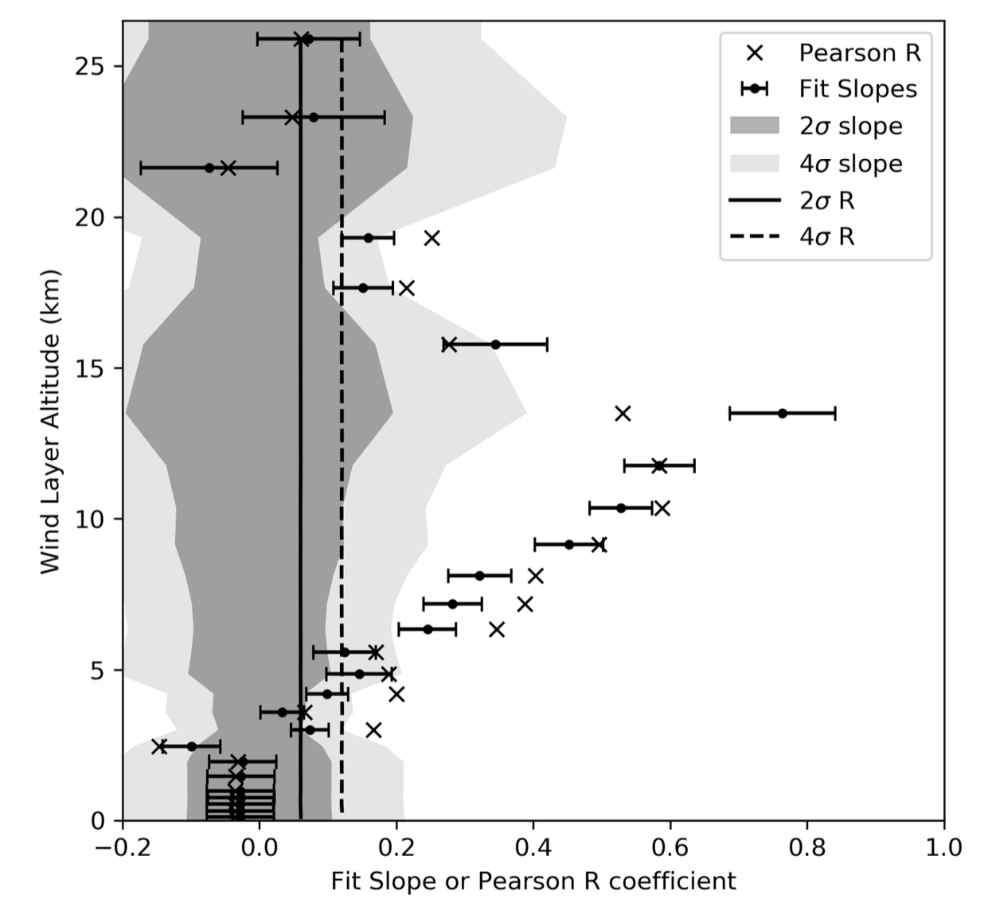 Pearson R
Fit Slopes
2σ slope
4σ slope
2σ R
4σ R
25
20
15
10
5
0
Wind Layer Altitude (km)
−0.2 0.0 0.2 0.4 0.6 0.8 1.0
Fit Slope or Pearson R coefficient